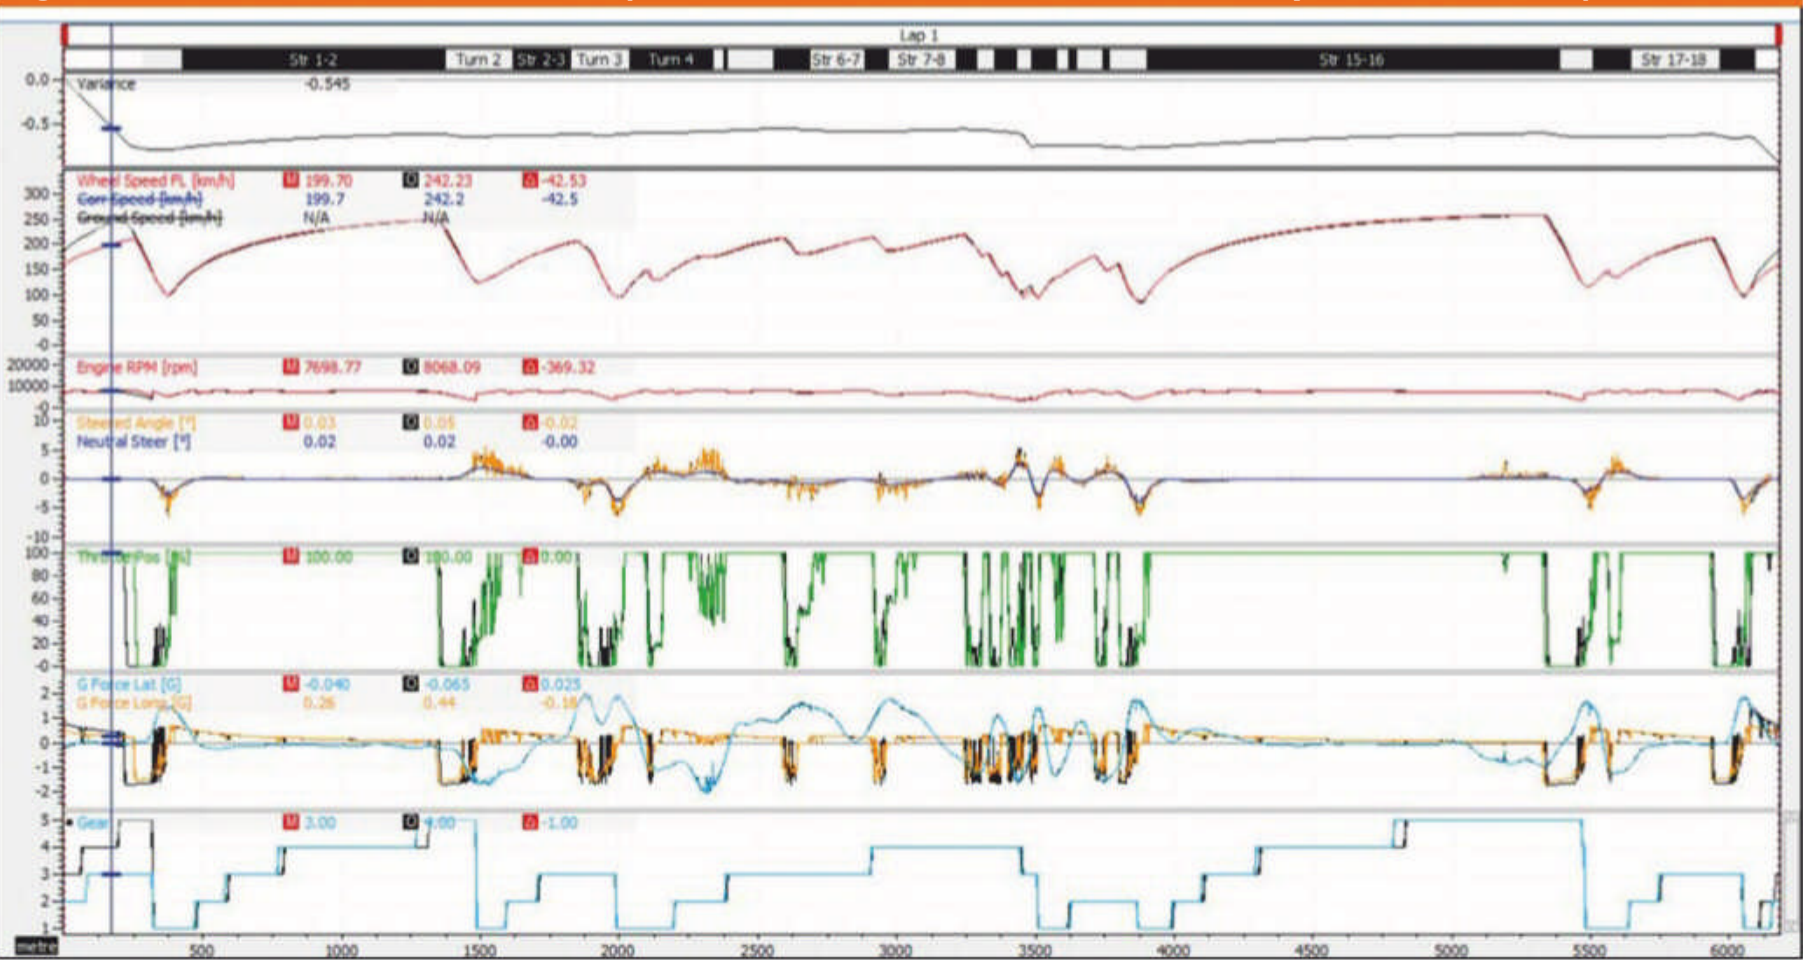 Lap 1
Str 1-2 Turn 2 Str 2-3 Turn 3 Turn 4 Str 6-7 Str 7-8 Str 15-16 Str 17-18
Variance -0.545
0.0
-0.5
Wheel Speed FL [km/h] M 199.70 O 242.23 -42.53
Corr Speed [km/h] 199.7 242.2 -42.5
Ground Speed [km/h] N/A N/A
300
250
200
150
100
50
-0
Engine RPM [rpm] M 7698.77 O 8068.09 -369.32
20000
10000
-0
Steered Angle [°] M 0.03 O 0.05 -0.02
Neutral Steer [°] 0.02 0.02 -0.00
10
5
0
-5
-10
Throttle Pos [%] M 100.00 O 100.00 0.00
100
80
60
40
20
-0
G Force Lat [G] M -0.040 O -0.065 0.025
G Force Long [G] 0.26 0.44 -0.18
2
1
0
-1
-2
Gear M 3.00 O 4.00 -1.00
5
4
3
2
1
metre 500 1000 1500 2000 2500 3000 3500 4000 4500 5000 5500 6000